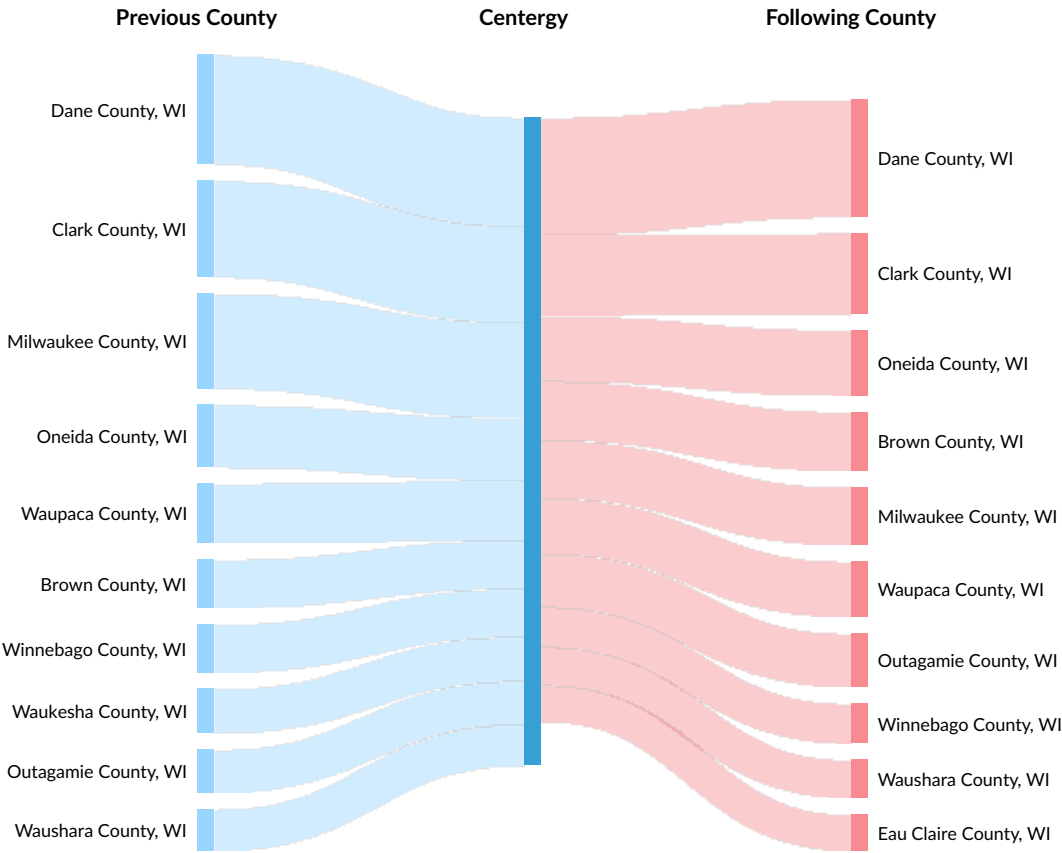 Previous County
Centergy
Following County
Dane County, WI
Clark County, WI
Milwaukee County, WI
Oneida County, WI
Waupaca County, WI
Brown County, WI
Winnebago County, WI
Waukesha County, WI
Outagamie County, WI
Waushara County, WI
Dane County, WI
Clark County, WI
Oneida County, WI
Brown County, WI
Milwaukee County, WI
Waupaca County, WI
Outagamie County, WI
Winnebago County, WI
Waushara County, WI
Eau Claire County, WI